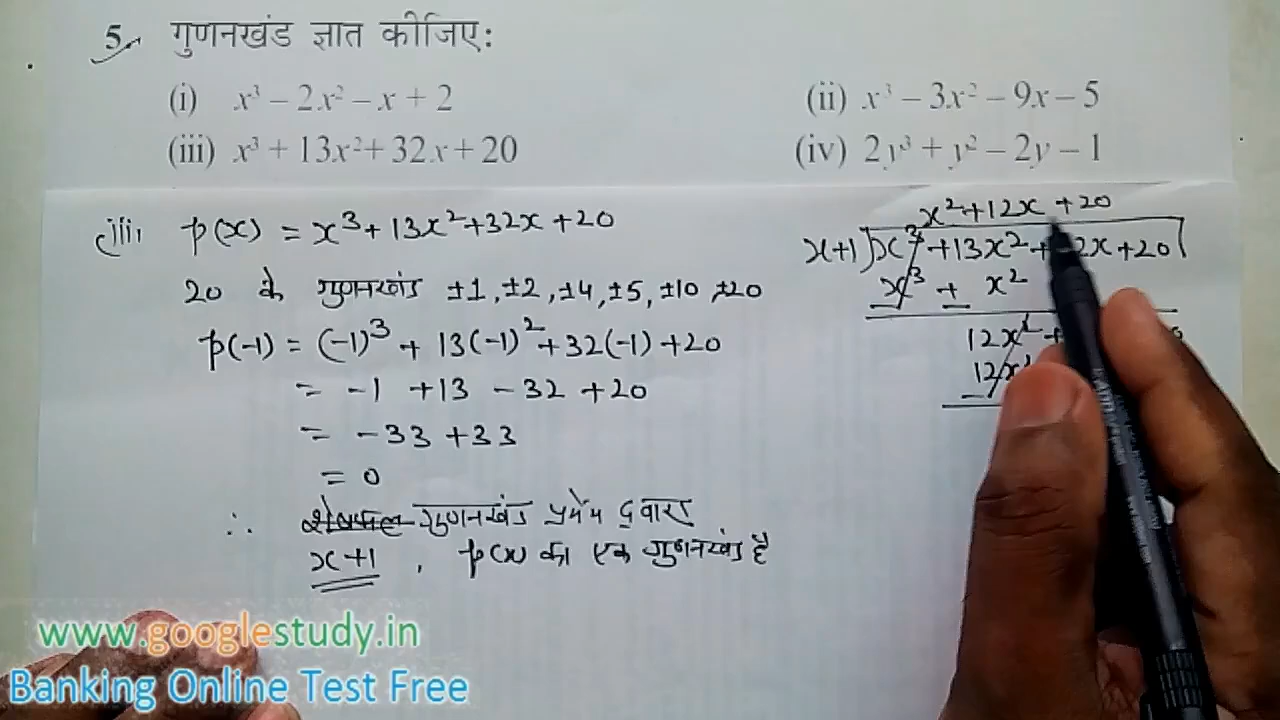 5. गुणनखंड ज्ञात कीजिए:
(i) x³ – 2x² – x + 2 (ii) x³ – 3x² – 9x – 5
(iii) x³ + 13x² + 32x + 20 (iv) 2y³ + y² – 2y – 1
iii, p(x) = x³ + 13x² + 32x + 20
20 के गुणनखंड ±1, ±2, ±4, ±5, ±10, ±20
p(-1) = (-1)³ + 13(-1)² + 32(-1) + 20
= -1 + 13 - 32 + 20
= -33 + 33
= 0
∴ गुणनखंड प्रमेय द्वारा
x+1, p(x) का एक गुणनखंड है
x² + 12x + 20
x+1) x³ + 13x² + 2x + 20
x³ + x²
12x² +
12x²
www.googlestudy.in
Banking Online Test Free